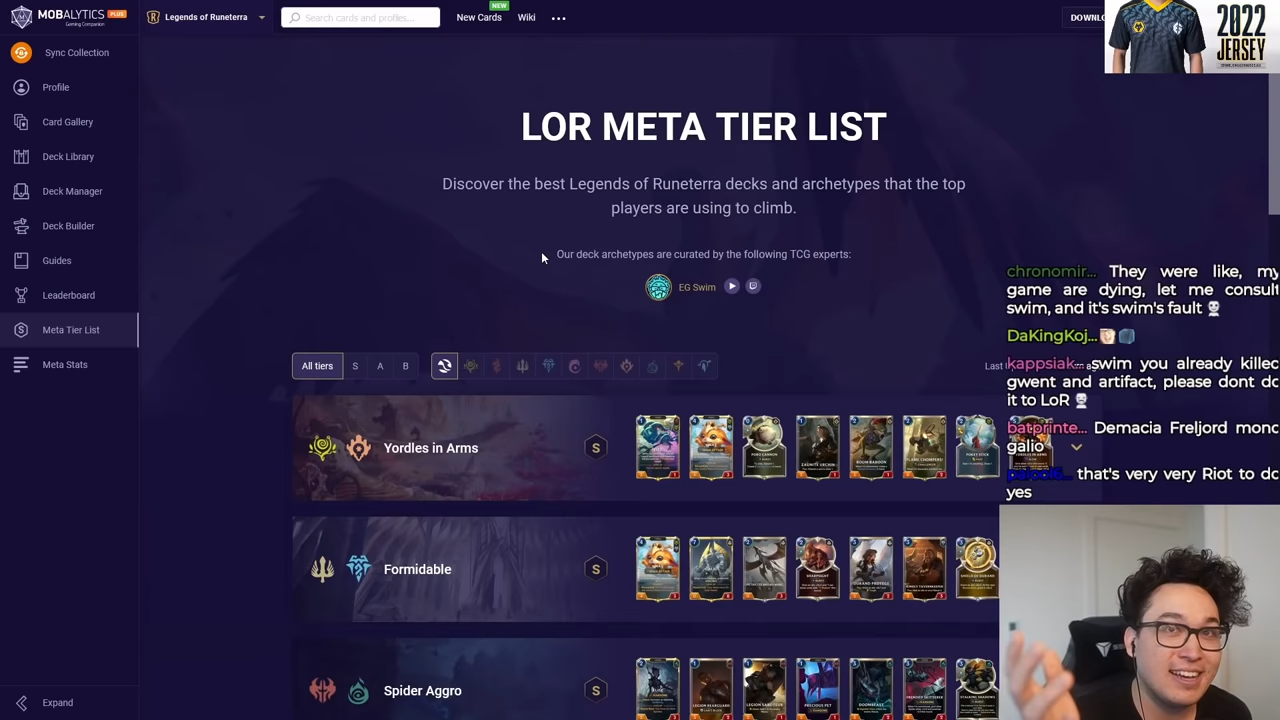 MOBALYTICS PLUS
Gaming Companion
Legends of Runeterra
Search cards and profiles...
New Cards
NEW
Wiki
DOWNLO
2022
JERSEY
Sync Collection
Profile
Card Gallery
Deck Library
Deck Manager
Deck Builder
Guides
Leaderboard
Meta Tier List
Meta Stats
Expand
LOR META TIER LIST
Discover the best Legends of Runeterra decks and archetypes that the top
players are using to climb.
Our deck archetypes are curated by the following TCG experts:
EG Swim
All tiers
S
A
B
Last
Yordles in Arms
S
Formidable
S
Spider Aggro
S
chronomir... They were like, my
game are dying, let me consult
swim, and it's swim's fault
DaKingKoj...
kappsiak... swim you already killed
gwent and artifact, please dont do
it to LoR
batprinte... Demacia Freljord mono
galio
that's very very Riot to do
yes